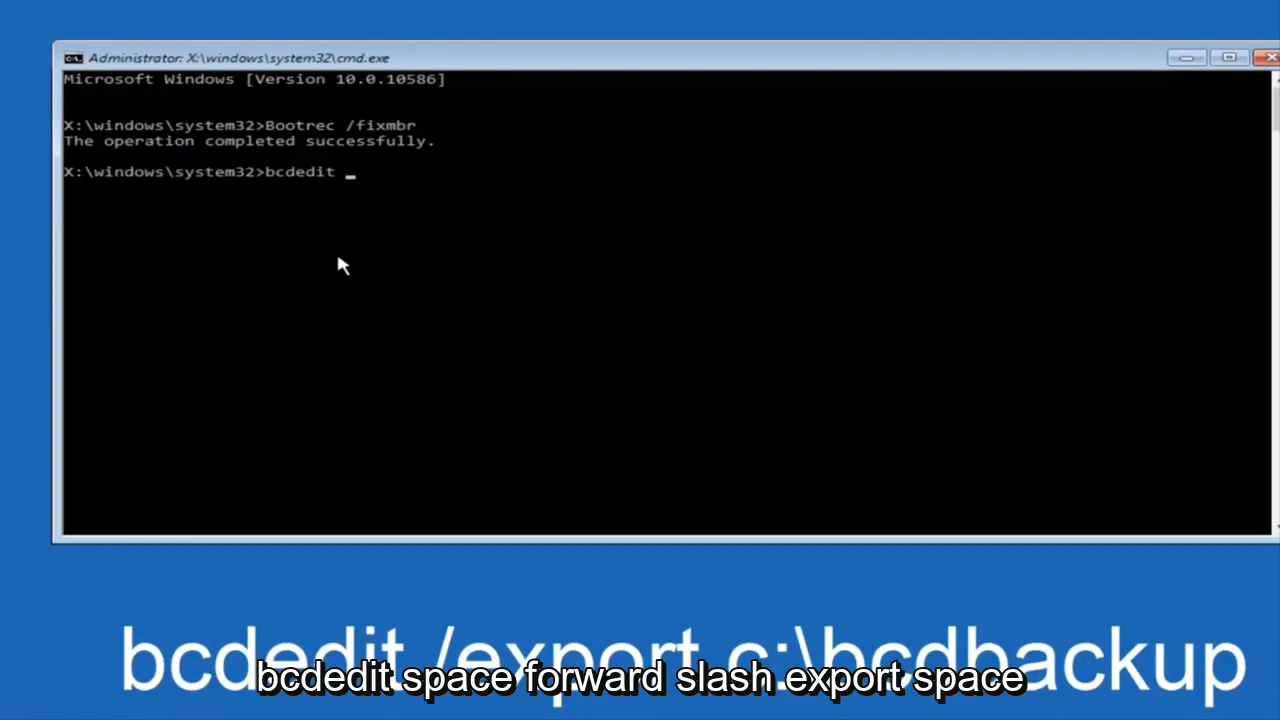 Administrator: X:\windows\system32\cmd.exe
Microsoft Windows [Version 10.0.10586]
X:\windows\system32>Bootrec /fixmbr
The operation completed successfully.
X:\windows\system32>bcdedit _
bcdedit /export c:\bcdbackup
bcdedit space forward slash export space